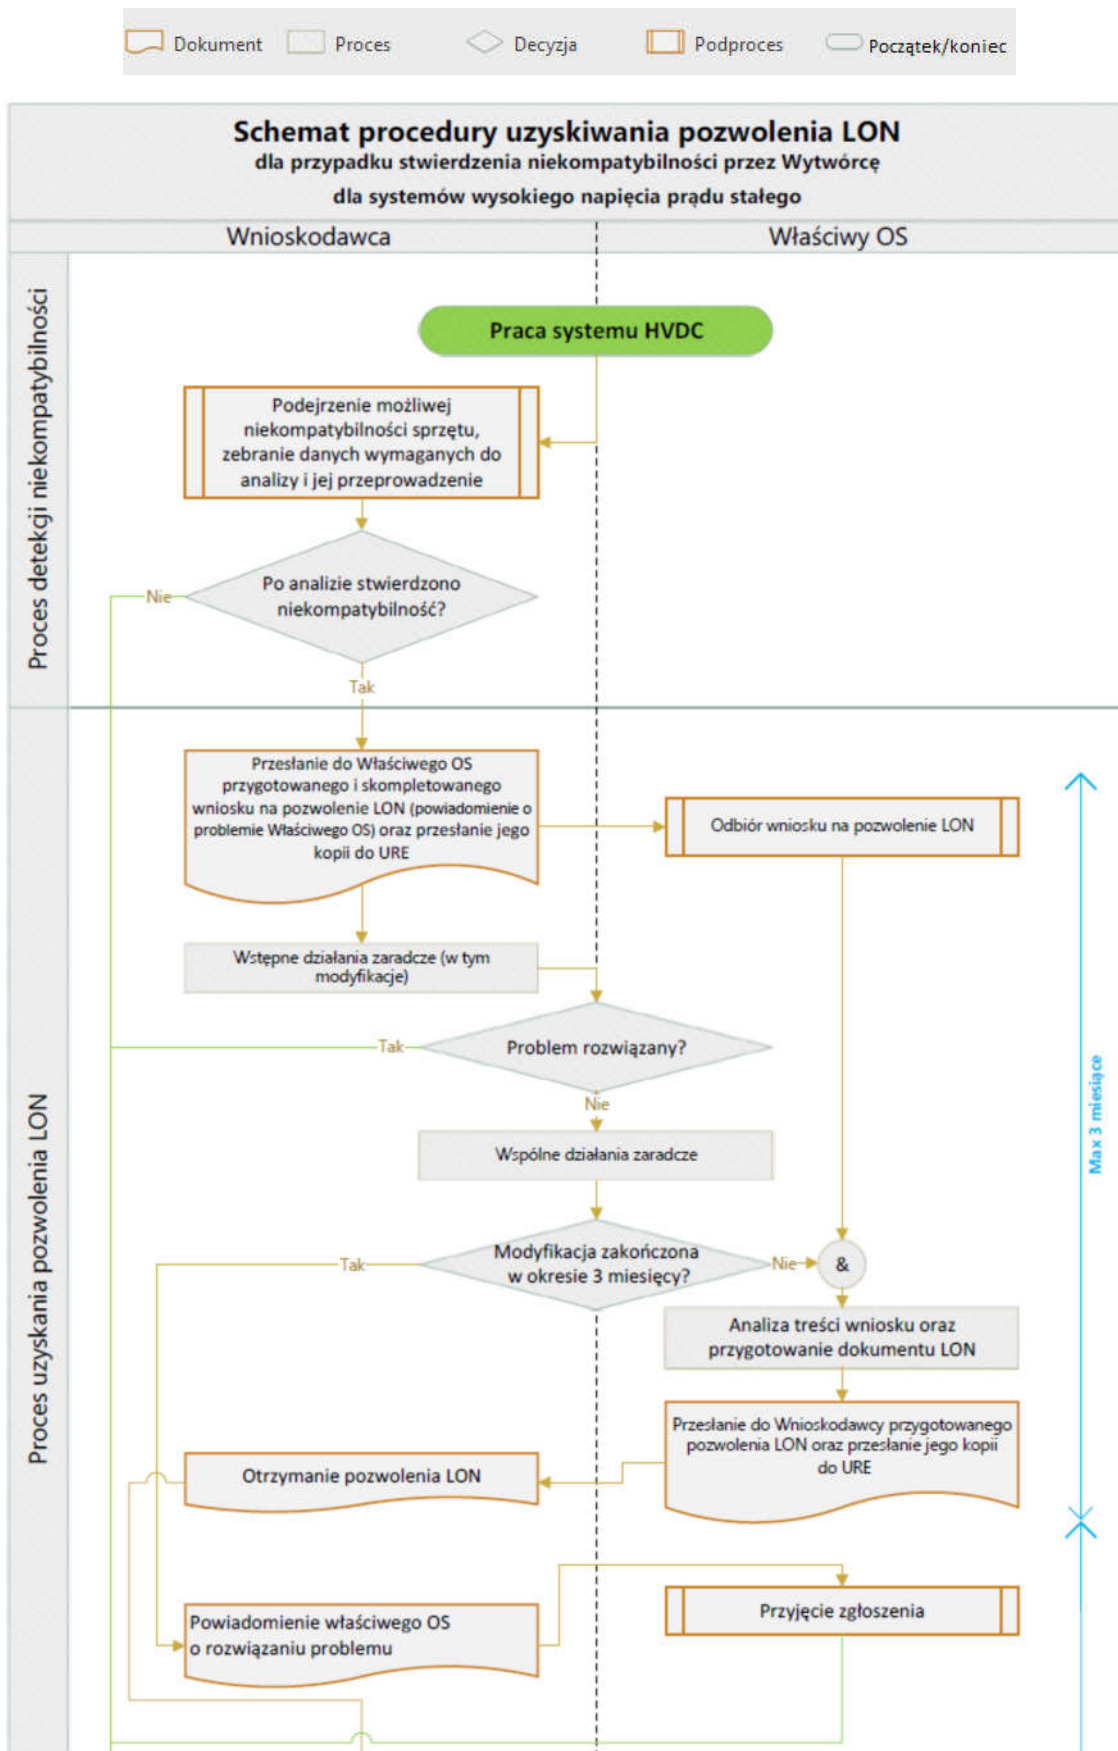 Dokument
Proces
Decyzja
Podproces
Początek/koniec
Schemat procedury uzyskiwania pozwolenia LON
dla przypadku stwierdzenia niekompatybilności przez Wytwórcę
dla systemów wysokiego napięcia prądu stałego
Wnioskodawca
Właściwy OS
Proces detekcji niekompatybilności
Praca systemu HVDC
Podejrzenie możliwej
niekompatybilności sprzętu,
zebranie danych wymaganych do
analizy i jej przeprowadzenie
Po analizie stwierdzono
niekompatybilność?
Nie
Tak
Proces uzyskania pozwolenia LON
Przesłanie do Właściwego OS
przygotowanego i skompletowanego
wniosku na pozwolenie LON (powiadomienie o
problemie Właściwego OS) oraz przesłanie jego
kopii do URE
Odbiór wniosku na pozwolenie LON
Wstępne działania zaradcze (w tym
modyfikacje)
Problem rozwiązany?
Tak
Nie
Max 3 miesiące
Wspólne działania zaradcze
Modyfikacja zakończona
w okresie 3 miesięcy?
Tak
Nie
&
Analiza treści wniosku oraz
przygotowanie dokumentu LON
Przesłanie do Wnioskodawcy przygotowanego
pozwolenia LON oraz przesłanie jego kopii
do URE
Otrzymanie pozwolenia LON
Powiadomienie właściwego OS
o rozwiązaniu problemu
Przyjęcie zgłoszenia